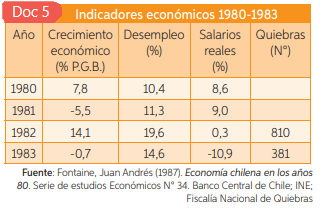 Doc 5 Indicadores económicos 1980-1983
Año Crecimiento económico (% P.G.B.) Desempleo (%) Salarios reales (%) Quiebras (N°)
1980 7,8 10,4 8,6
1981 -5,5 11,3 9,0
1982 14,1 19,6 0,3 810
1983 -0,7 14,6 -10,9 381
Fuente: Fontaine, Juan Andrés (1987). Economía chilena en los años
80. Serie de estudios Económicos N° 34. Banco Central de Chile; INE;
Fiscalía Nacional de Quiebras